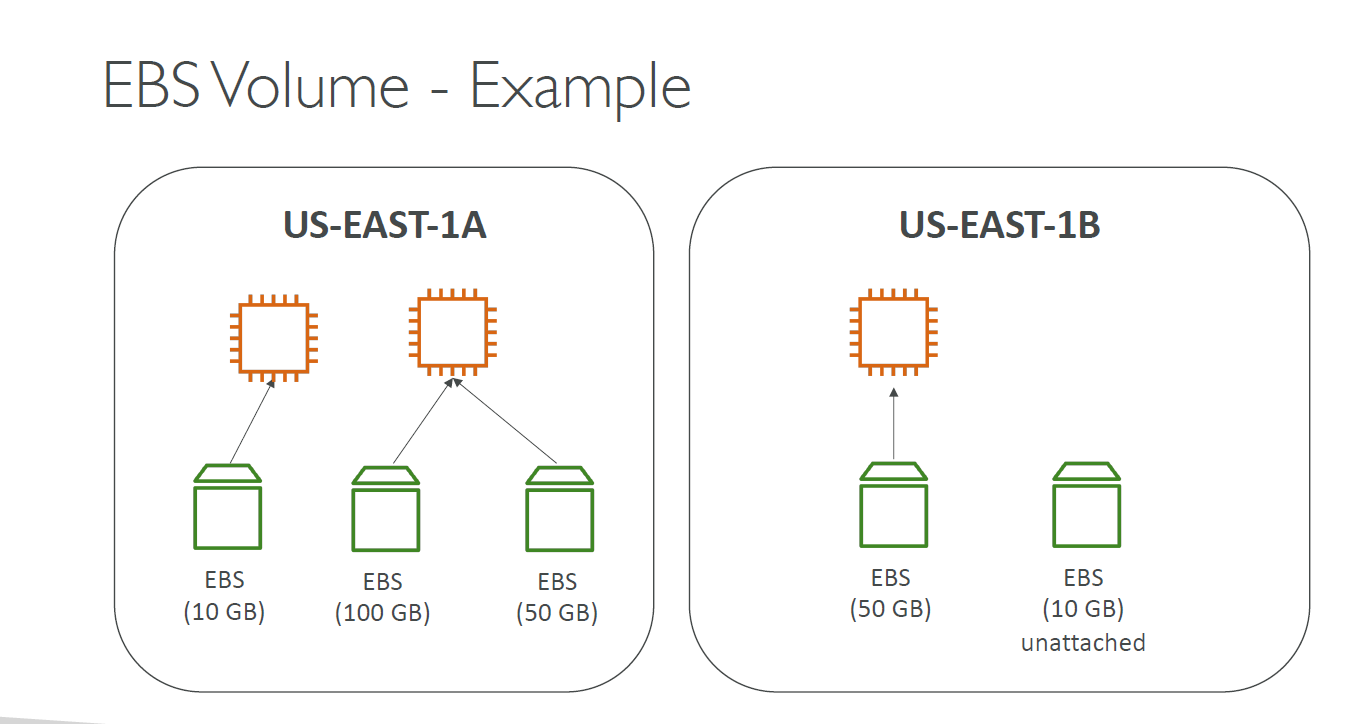 EBS Volume - Example
US-EAST-1A
EBS
(10 GB)
EBS
(100 GB)
EBS
(50 GB)
US-EAST-1B
EBS
(50 GB)
EBS
(10 GB)
unattached